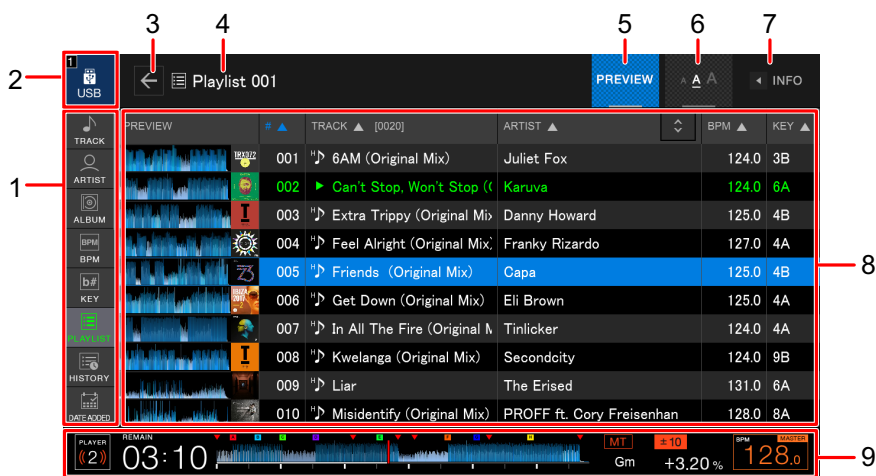 3 4 5 6 7
2 1 USB
Playlist 001 PREVIEW A A A INFO
1
TRACK
ARTIST
ALBUM
BPM
BPM
b#
KEY
PLAYLIST
HISTORY
DATE ADDED
PREVIEW # ▲ TRACK ▲ [0020] ARTIST ▲ BPM ▲ KEY ▲
TRX072 001 6AM (Original Mix) Juliet Fox 124.0 3B
002 Can't Stop, Won't Stop (( Karuva 124.0 6A
003 Extra Trippy (Original Mix Danny Howard 125.0 4B
004 Feel Alright (Original Mix) Franky Rizardo 127.0 4A
005 Friends (Original Mix) Capa 125.0 4B
IBIZA 2017 006 Get Down (Original Mix) Eli Brown 125.0 4A
007 In All The Fire (Original M Tinlicker 124.0 4A
008 Kwelanga (Original Mix) Secondcity 124.0 9B
009 Liar The Erised 131.0 6A
010 Misidentify (Original Mix) PROFF ft. Cory Freisenhan 128.0 8A
8
PLAYER 2
REMAIN 03:10
MT ±10
Gm +3.20 %
BPM MASTER 128.0
9